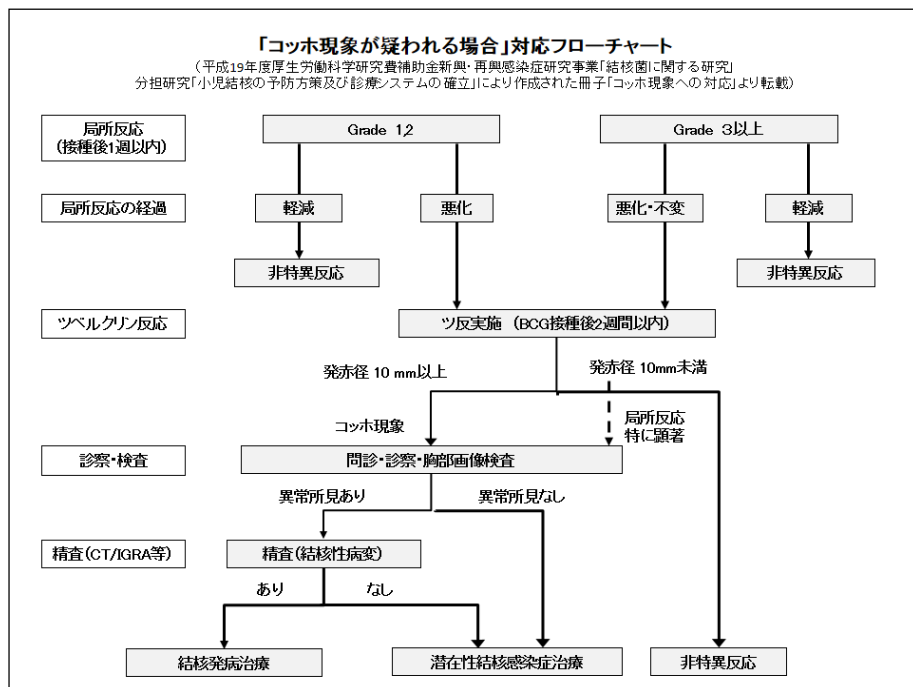 「コッホ現象が疑われる場合」対応フローチャート
(平成19年度厚生労働科学研究費補助金新興・再興感染症研究事業「結核菌に関する研究」
分担研究「小児結核の予防方策及び診療システムの確立」により作成された冊子「コッホ現象への対応」より転載)
局所反応
(接種後1週以内)
Grade 1,2
Grade 3以上
局所反応の経過
軽減
悪化
悪化・不変
軽減
非特異反応
非特異反応
ツベルクリン反応
ツ反実施 (BCG接種後2週間以内)
発赤径 10 mm以上
発赤径 10mm未満
コッホ現象
局所反応
特に顕著
診察・検査
問診・診察・胸部画像検査
異常所見あり
異常所見なし
精査(CT/IGRA等)
精査(結核性病変)
あり
なし
結核発病治療
潜在性結核感染症治療
非特異反応